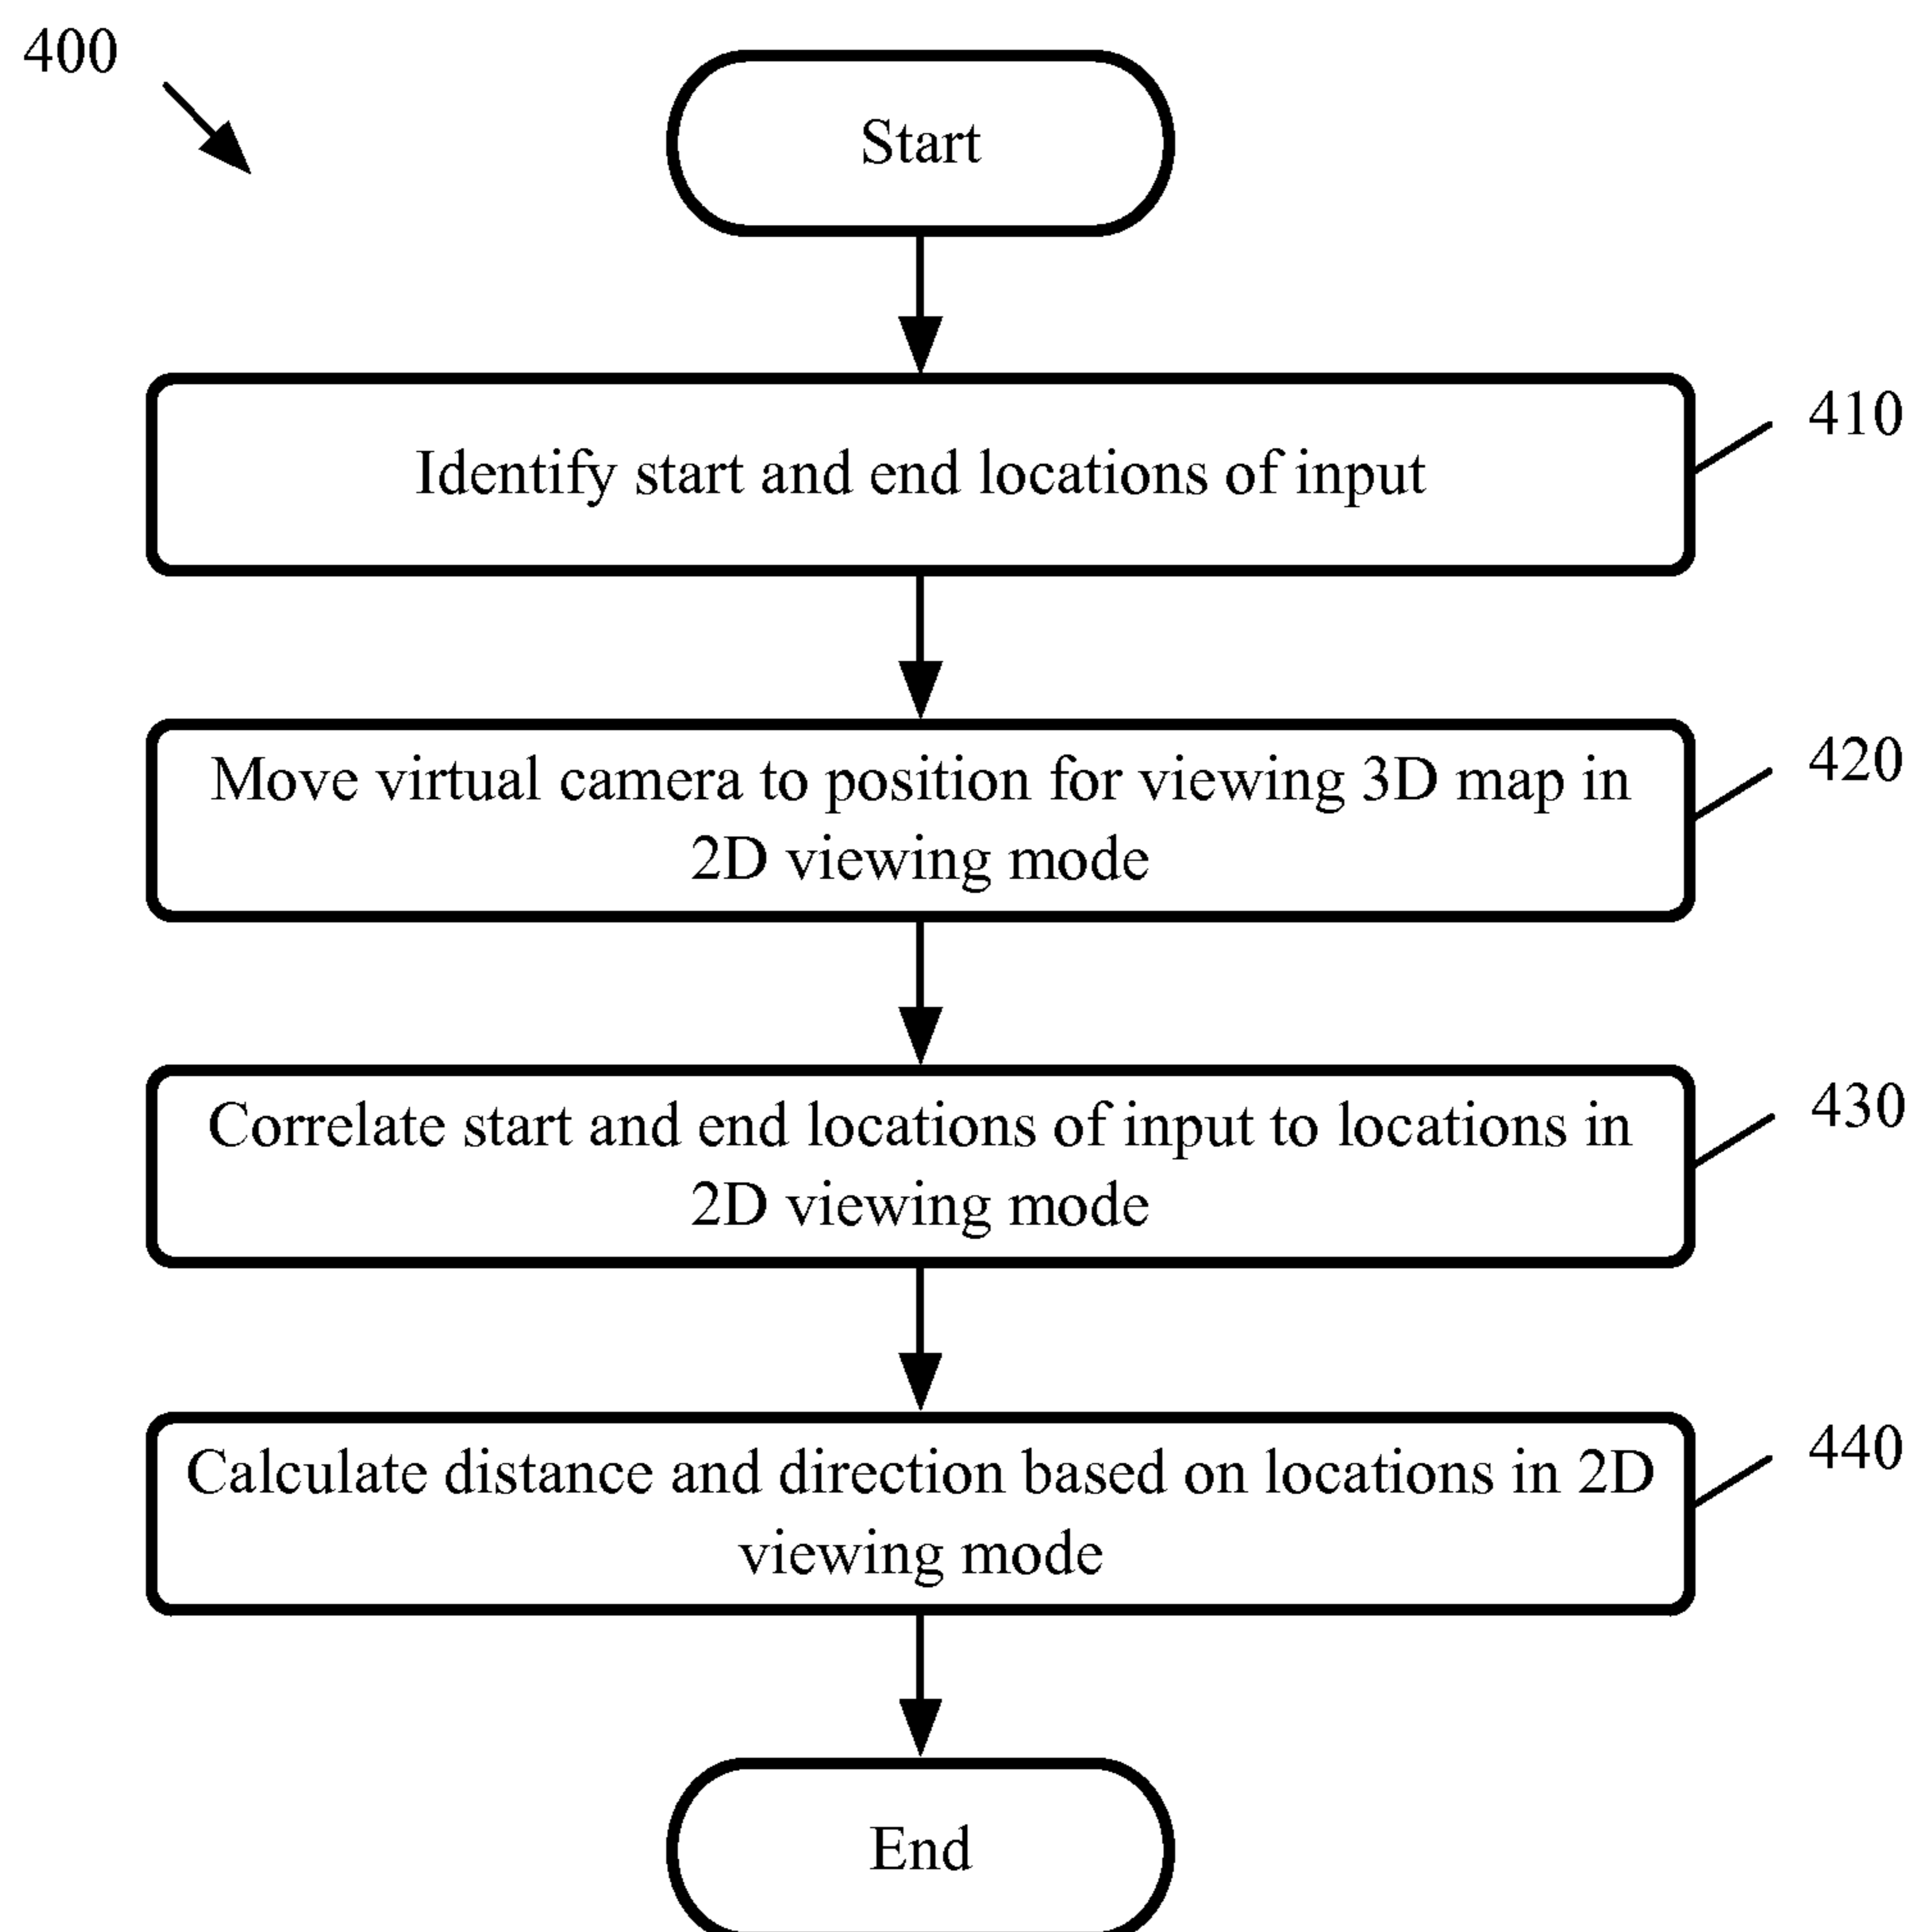 400
Start
Identify start and end locations of input
410
Move virtual camera to position for viewing 3D map in
2D viewing mode
420
Correlate start and end locations of input to locations in
2D viewing mode
430
Calculate distance and direction based on locations in 2D
viewing mode
440
End